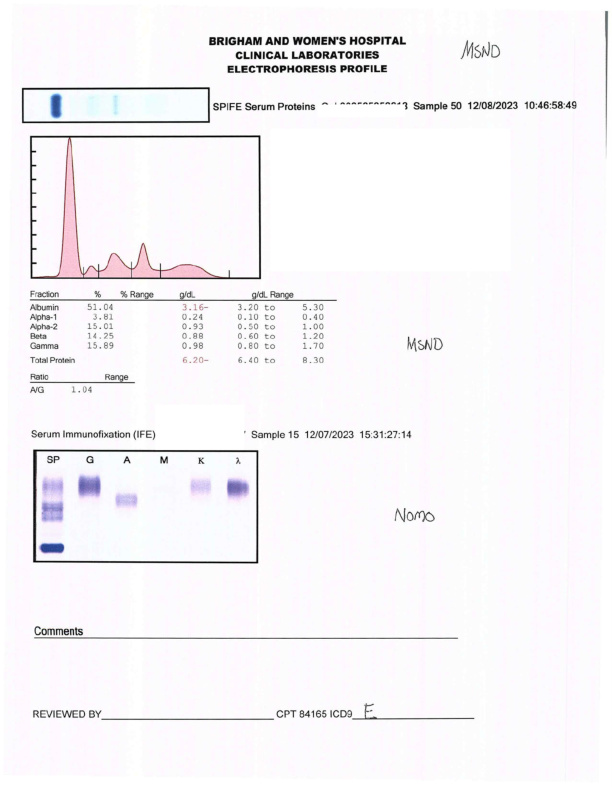 BRIGHAM AND WOMEN'S HOSPITAL
CLINICAL LABORATORIES
ELECTROPHORESIS PROFILE
MSND
SPIFE Serum Proteins Sample 50 12/08/2023 10:46:58:49
Fraction % % Range g/dL g/dL Range
Albumin 51.04 3.16- 3.20 to 5.30
Alpha-1 3.81 0.24 0.10 to 0.40
Alpha-2 15.01 0.93 0.50 to 1.00
Beta 14.25 0.88 0.60 to 1.20
Gamma 15.89 0.98 0.80 to 1.70
MSND
Total Protein 6.20- 6.40 to 8.30
Ratio Range
A/G 1.04
Serum Immunofixation (IFE) Sample 15 12/07/2023 15:31:27:14
SP G A M K λ
Nomo
Comments
REVIEWED BY CPT 84165 ICD9 E